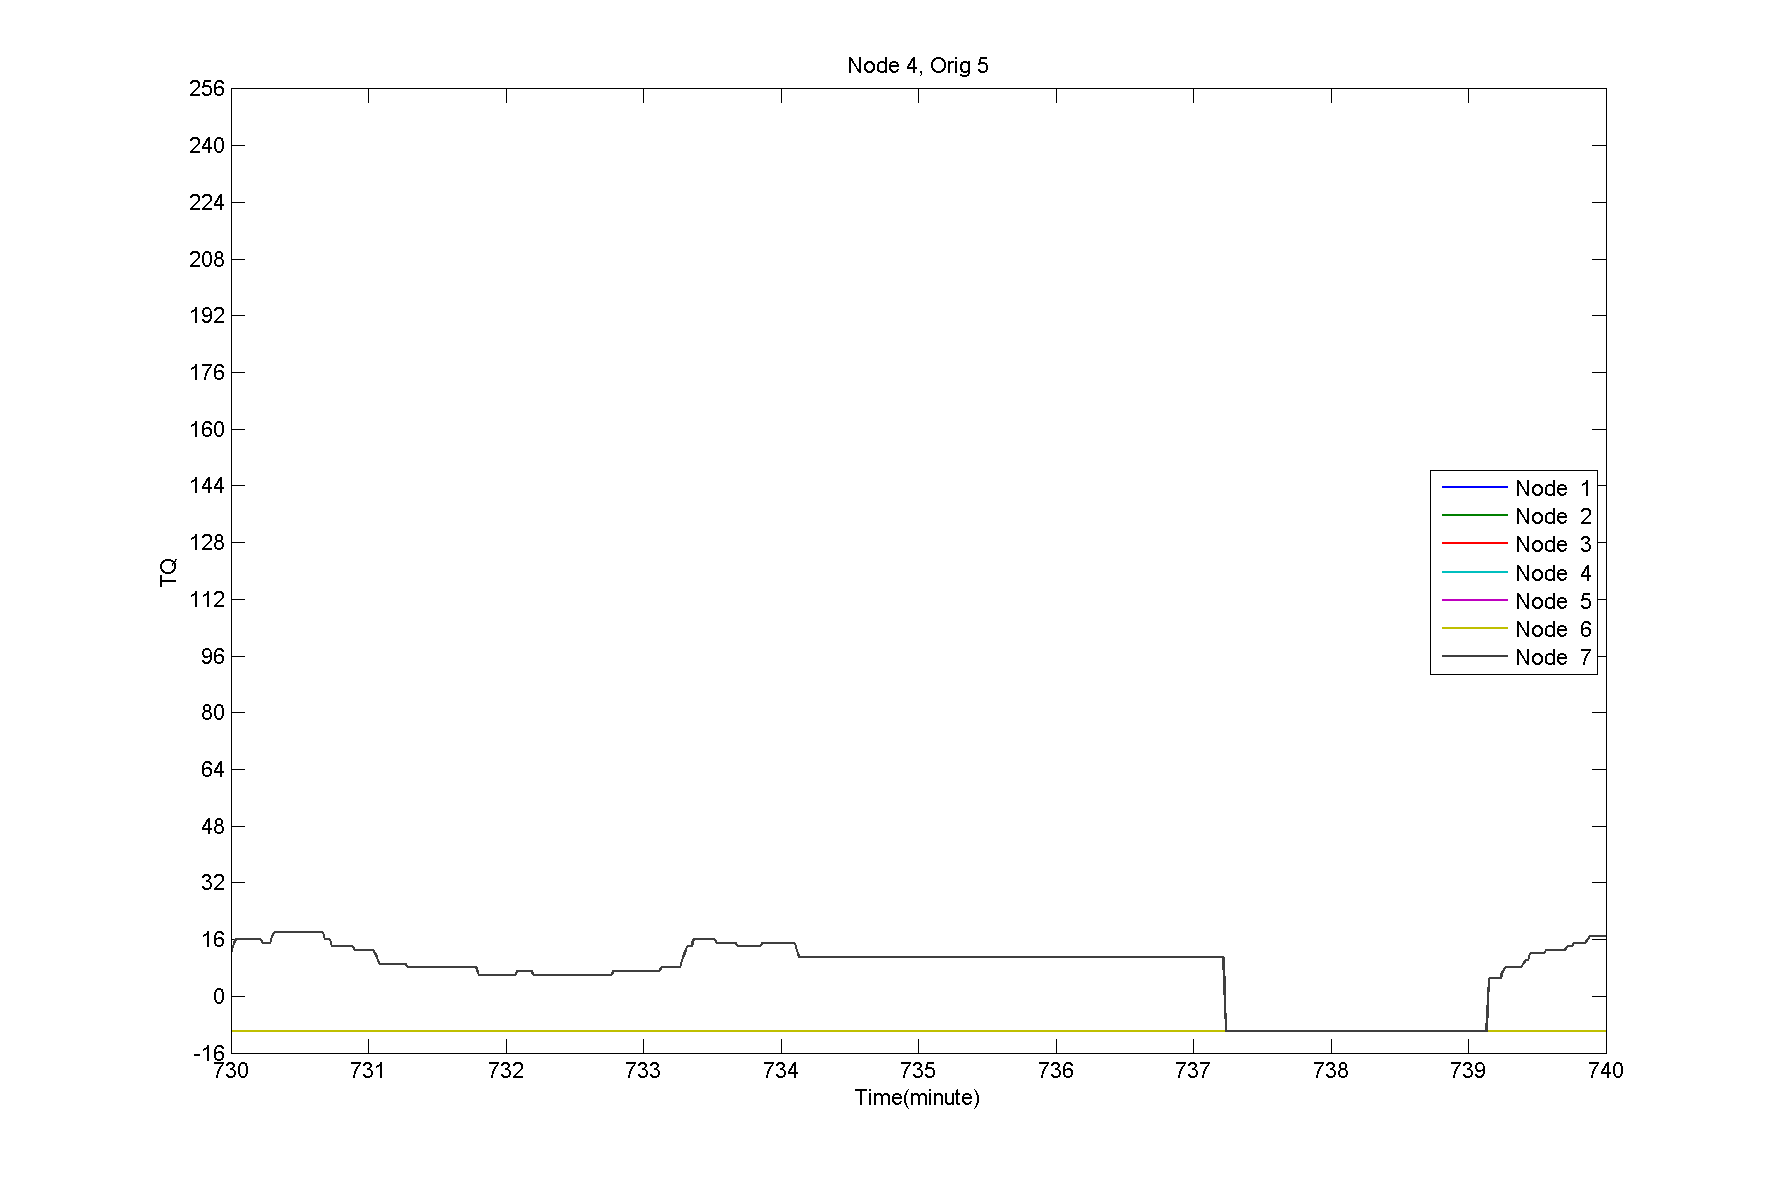 Node 4, Orig 5
256
240
224
208
192
176
160
144
128
112
96
80
64
48
32
16
0
-16
TQ
Node 1
Node 2
Node 3
Node 4
Node 5
Node 6
Node 7
730 731 732 733 734 735 736 737 738 739 740
Time(minute)